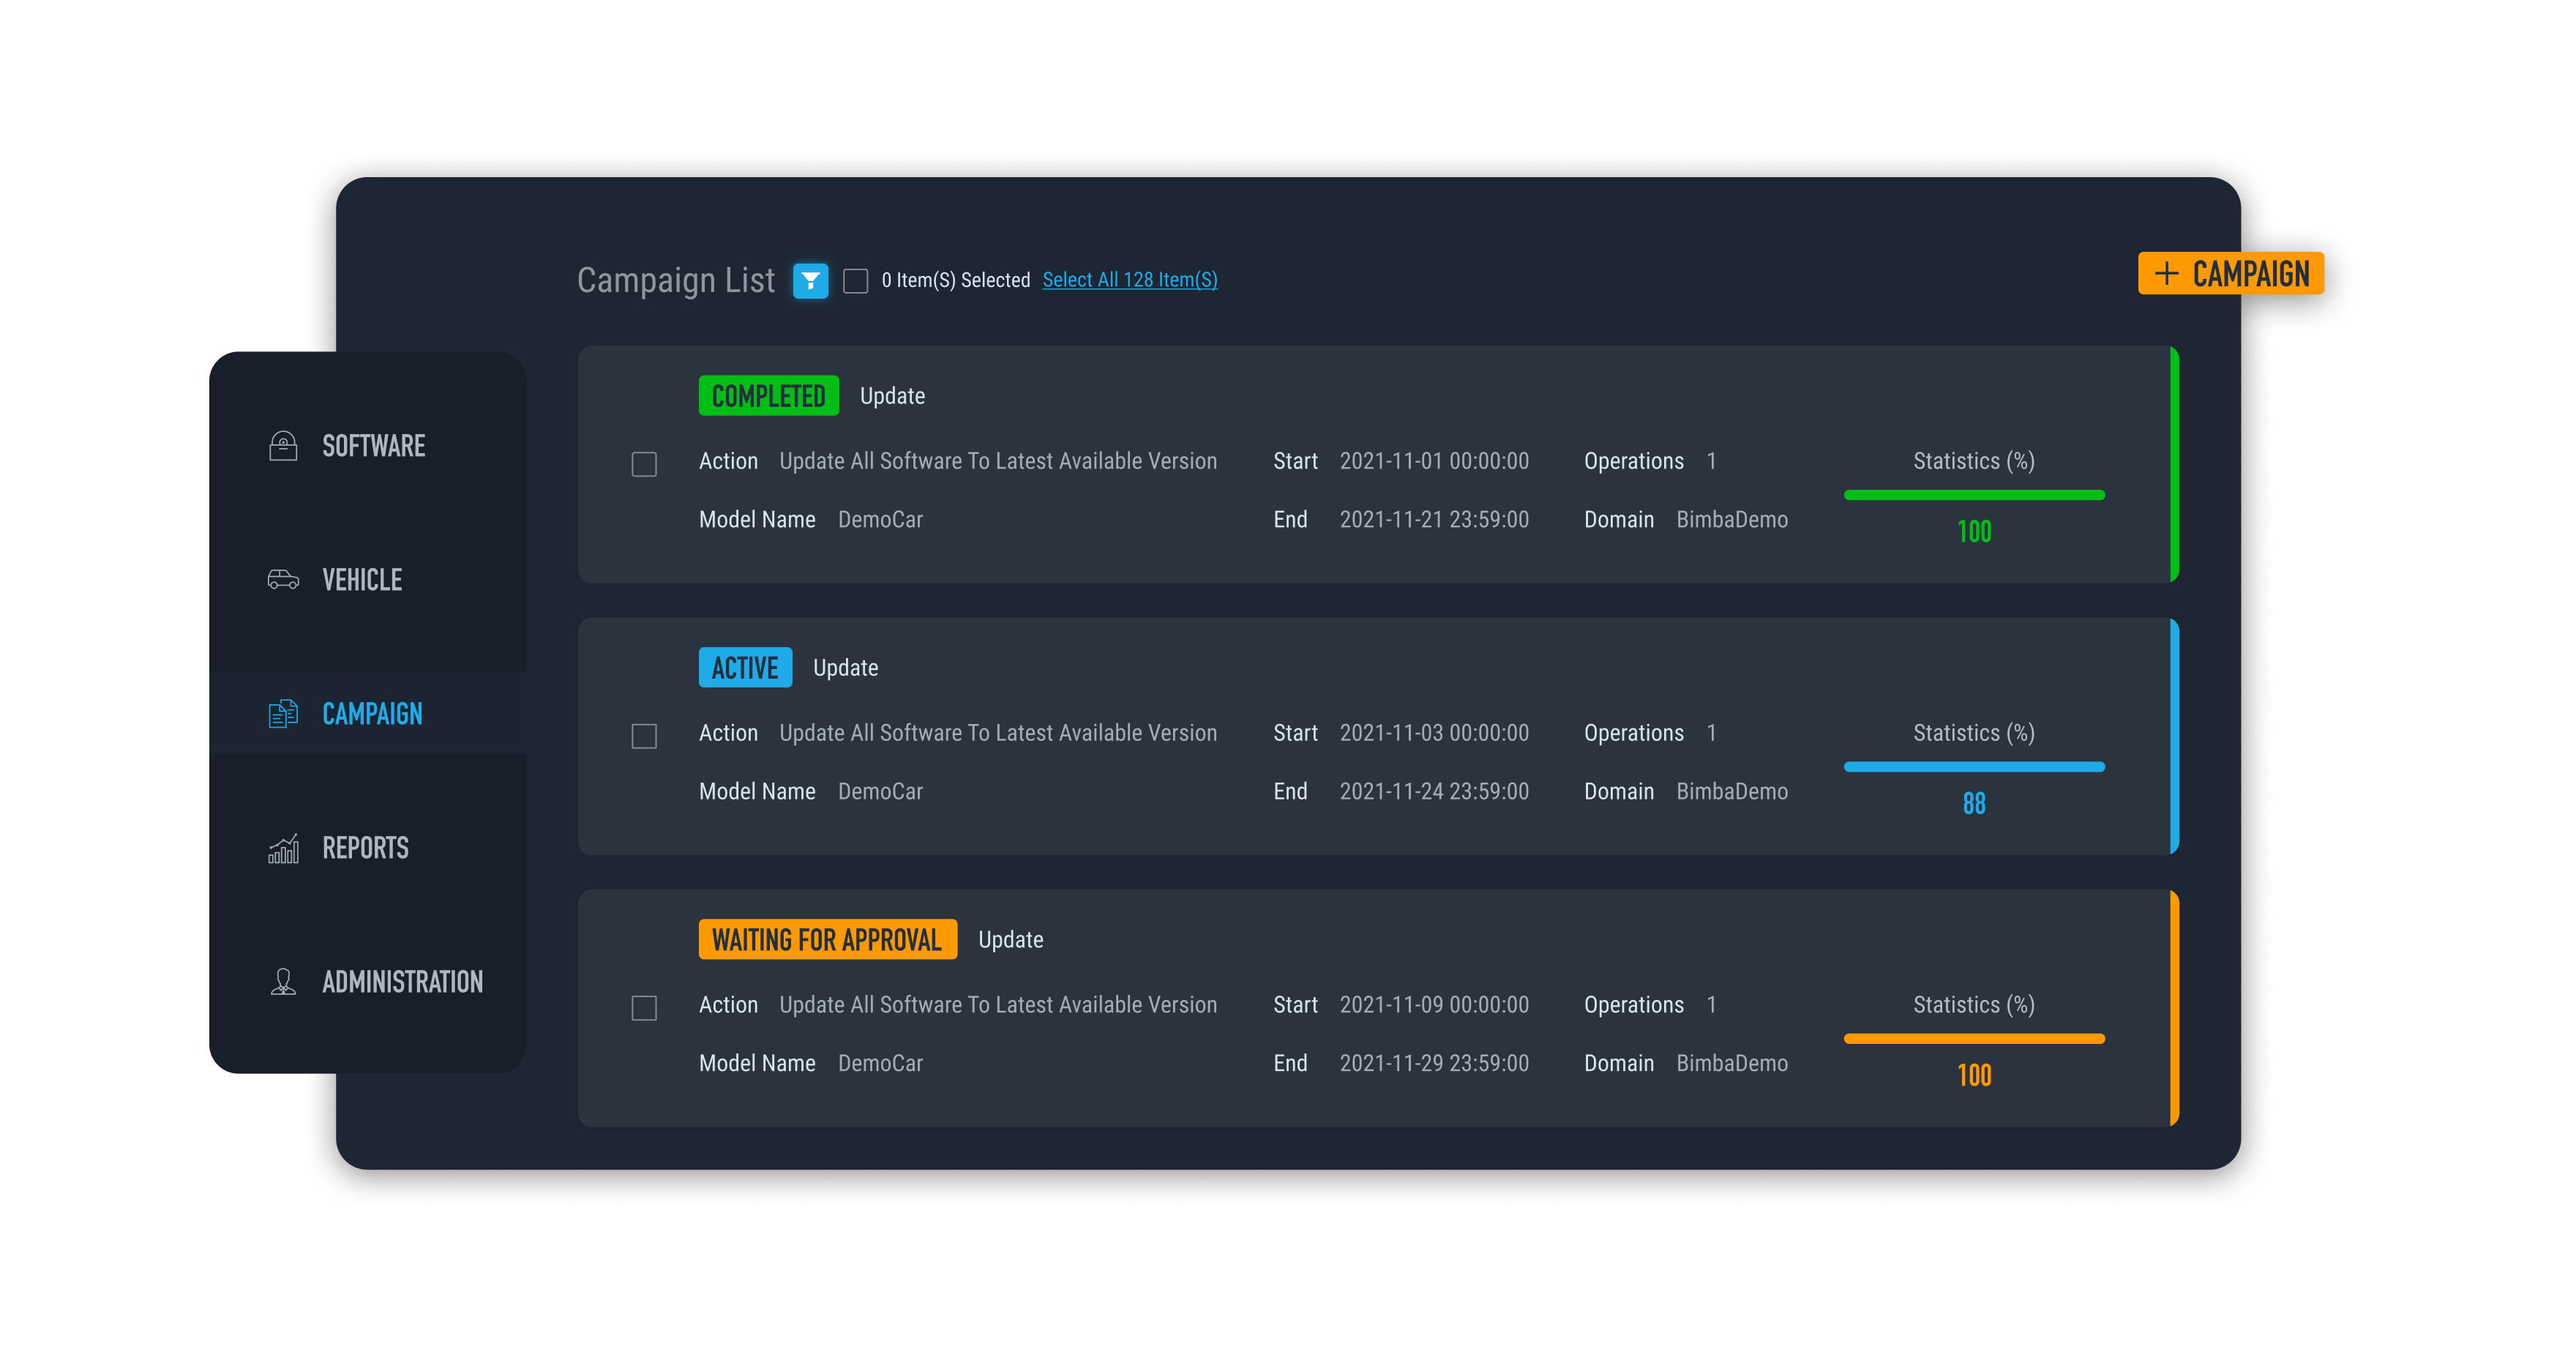 Campaign List 0 Item(S) Selected Select All 128 Item(S)
+ CAMPAIGN
SOFTWARE
VEHICLE
CAMPAIGN
REPORTS
ADMINISTRATION
COMPLETED Update
Action Update All Software To Latest Available Version Start 2021-11-01 00:00:00 Operations 1 Statistics (%)
Model Name DemoCar End 2021-11-21 23:59:00 Domain BimbaDemo 100
ACTIVE Update
Action Update All Software To Latest Available Version Start 2021-11-03 00:00:00 Operations 1 Statistics (%)
Model Name DemoCar End 2021-11-24 23:59:00 Domain BimbaDemo 88
WAITING FOR APPROVAL Update
Action Update All Software To Latest Available Version Start 2021-11-09 00:00:00 Operations 1 Statistics (%)
Model Name DemoCar End 2021-11-29 23:59:00 Domain BimbaDemo 100